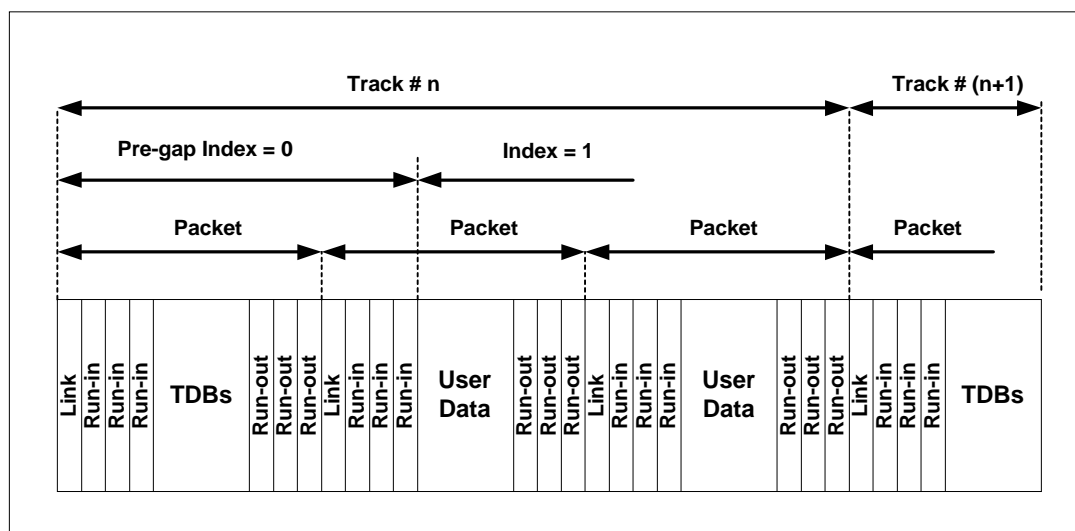 Track # n
Track # (n+1)
Pre-gap Index = 0
Index = 1
Packet
Packet
Packet
Packet
Link
Run-in
Run-in
Run-in
TDBs
Run-out
Run-out
Run-out
Link
Run-in
Run-in
Run-in
User
Data
Run-out
Run-out
Run-out
Link
Run-in
Run-in
Run-in
User
Data
Run-out
Run-out
Run-out
Link
Run-in
Run-in
Run-in
TDBs